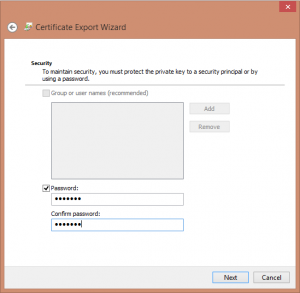 Certificate Export Wizard
Security
To maintain security, you must protect the private key to a security principal or by
using a password.
Group or user names (recommended)
Add
Remove
Password:
•••••••
Confirm password:
•••••••
Next
Cancel